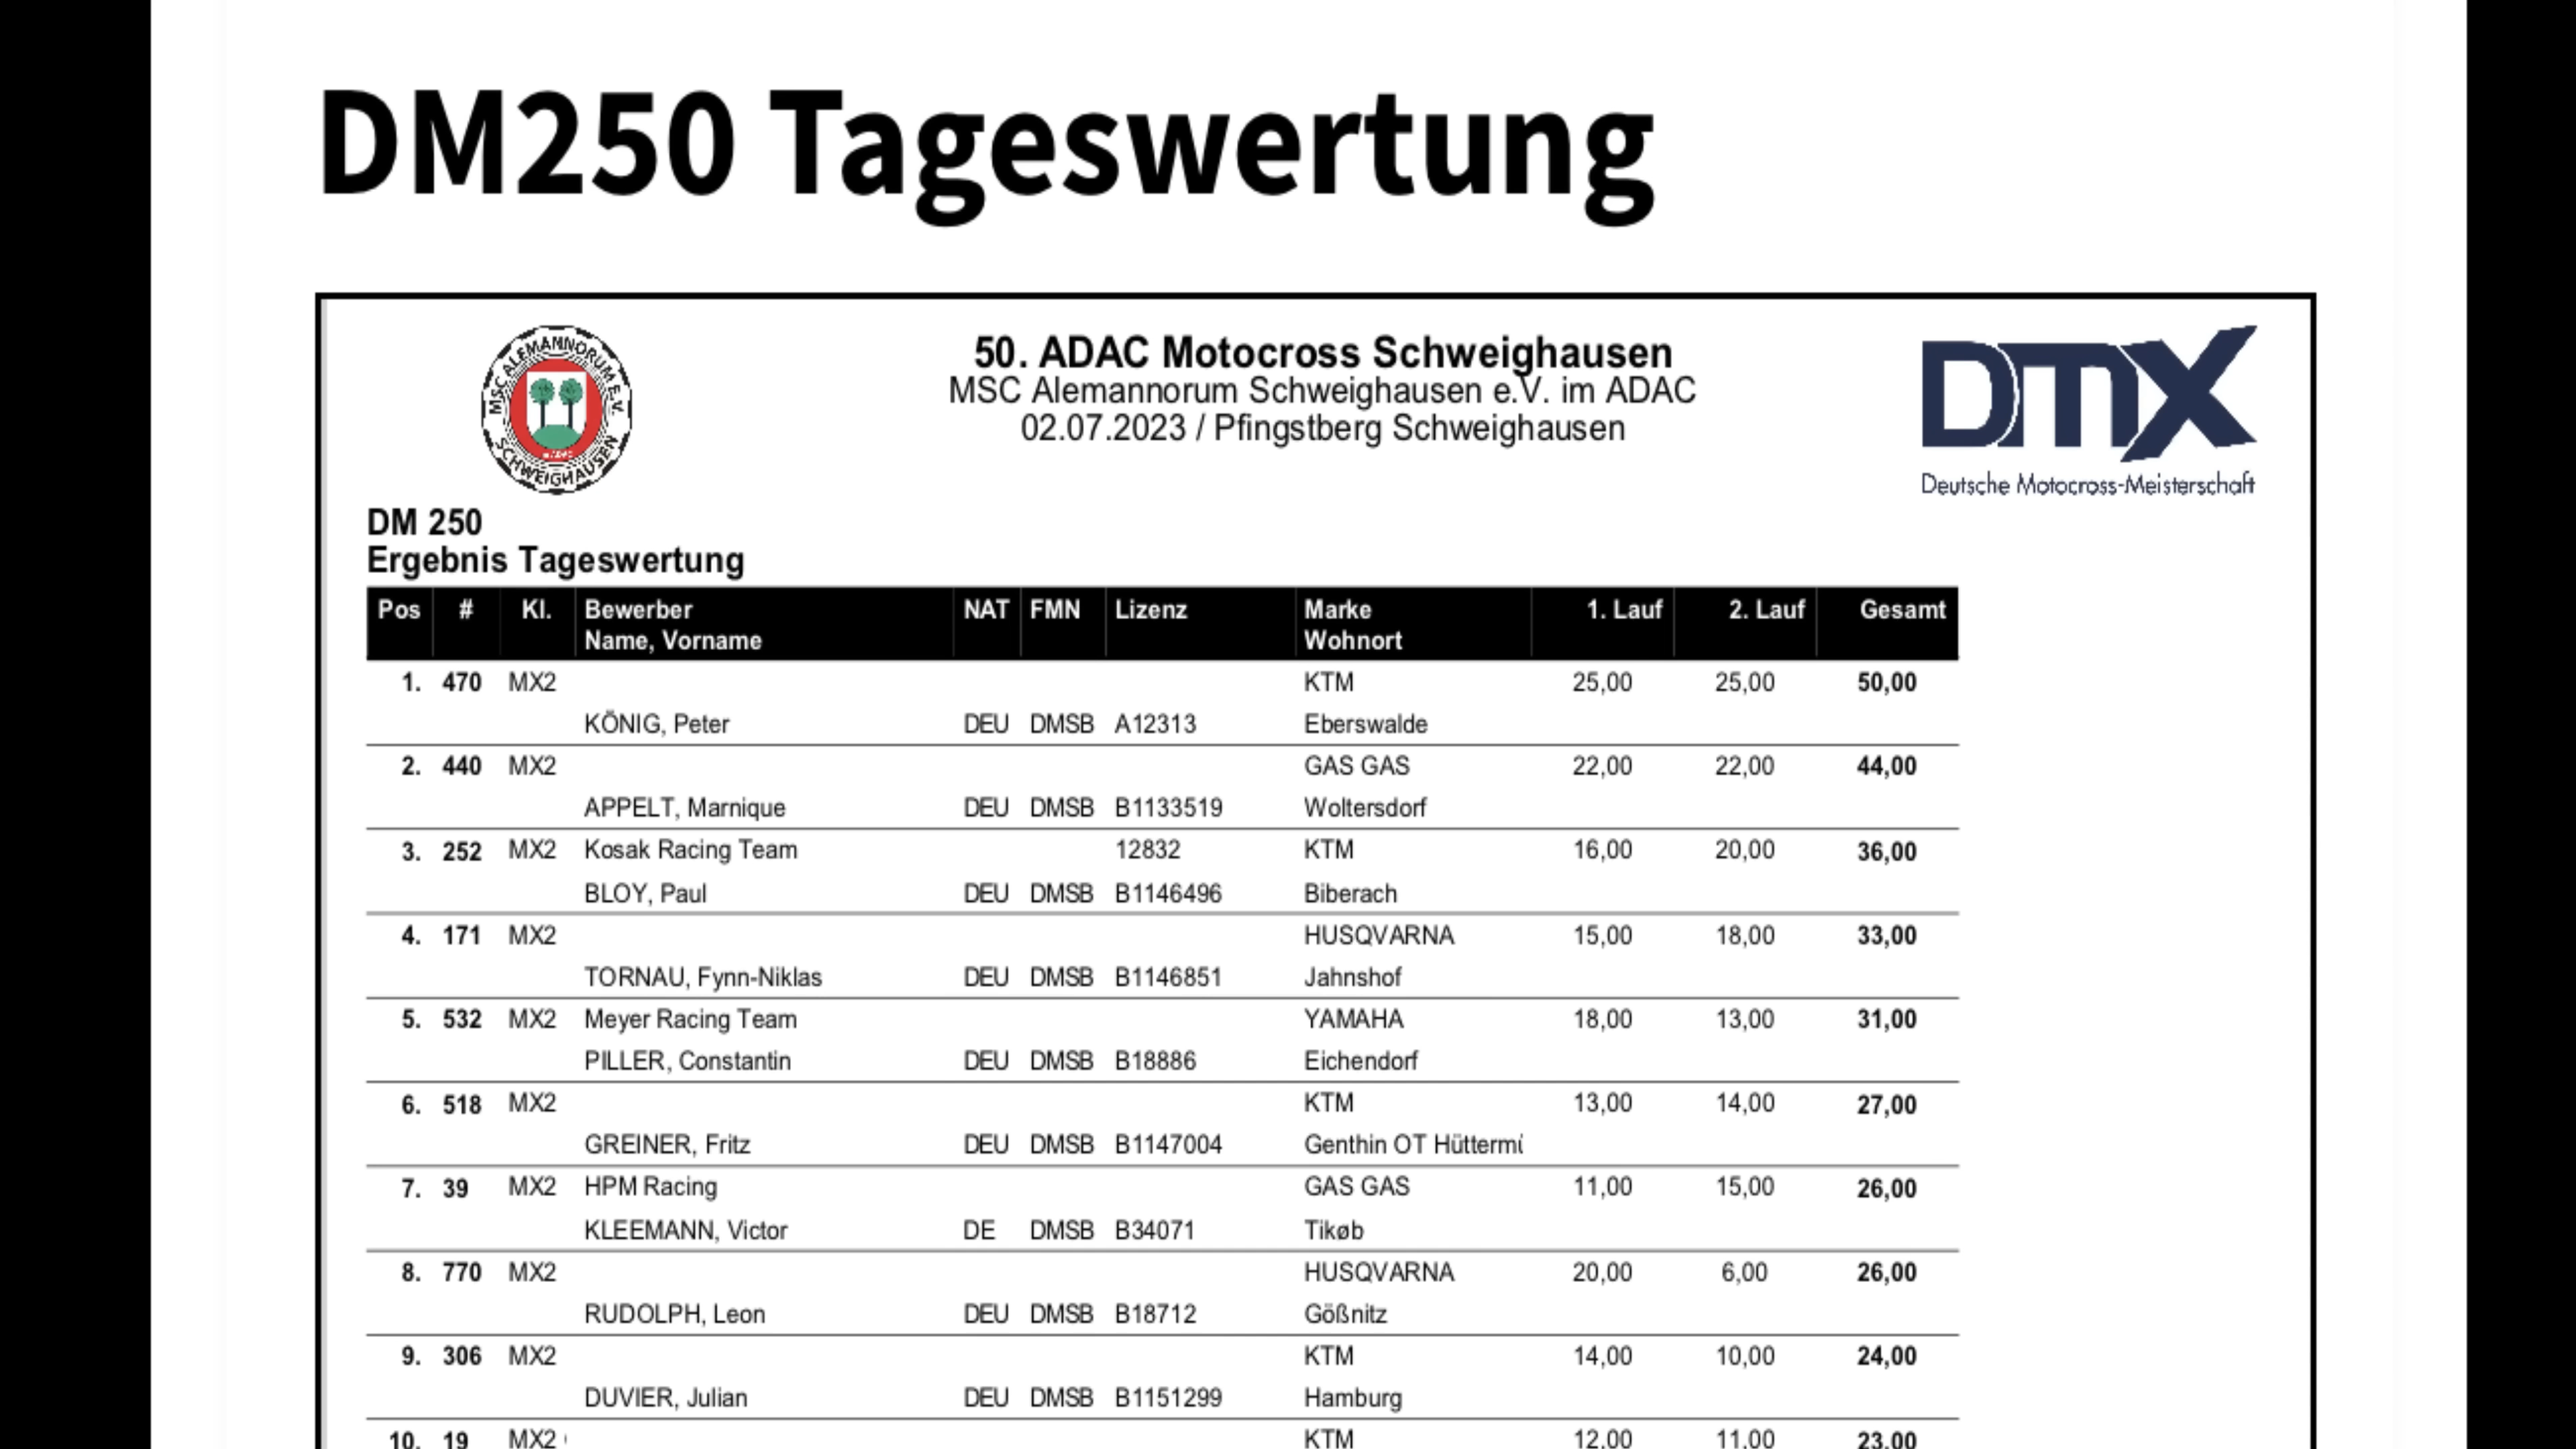 DM250 Tageswertung
MSC ALEMANNORUM E.V.
SCHWEIGHAUSEN
50. ADAC Motocross Schweighausen
MSC Alemannorum Schweighausen e.V. im ADAC
02.07.2023 / Pfingstberg Schweighausen
DMX
Deutsche Motocross-Meisterschaft
DM 250
Ergebnis Tageswertung
Pos # Kl. Bewerber NAT FMN Lizenz Marke 1. Lauf 2. Lauf Gesamt
Name, Vorname Wohnort
1. 470 MX2 KTM 25,00 25,00 50,00
KÖNIG, Peter DEU DMSB A12313 Eberswalde
2. 440 MX2 GAS GAS 22,00 22,00 44,00
APPELT, Marnique DEU DMSB B1133519 Woltersdorf
3. 252 MX2 Kosak Racing Team 12832 KTM 16,00 20,00 36,00
BLOY, Paul DEU DMSB B1146496 Biberach
4. 171 MX2 HUSQVARNA 15,00 18,00 33,00
TORNAU, Fynn-Niklas DEU DMSB B1146851 Jahnshof
5. 532 MX2 Meyer Racing Team YAMAHA 18,00 13,00 31,00
PILLER, Constantin DEU DMSB B18886 Eichendorf
6. 518 MX2 KTM 13,00 14,00 27,00
GREINER, Fritz DEU DMSB B1147004 Genthin OT Hüttermü
7. 39 MX2 HPM Racing GAS GAS 11,00 15,00 26,00
KLEEMANN, Victor DE DMSB B34071 Tikøb
8. 770 MX2 HUSQVARNA 20,00 6,00 26,00
RUDOLPH, Leon DEU DMSB B18712 Gößnitz
9. 306 MX2 KTM 14,00 10,00 24,00
DUVIER, Julian DEU DMSB B1151299 Hamburg
10. 19 MX2 KTM 12,00 11,00 23,00